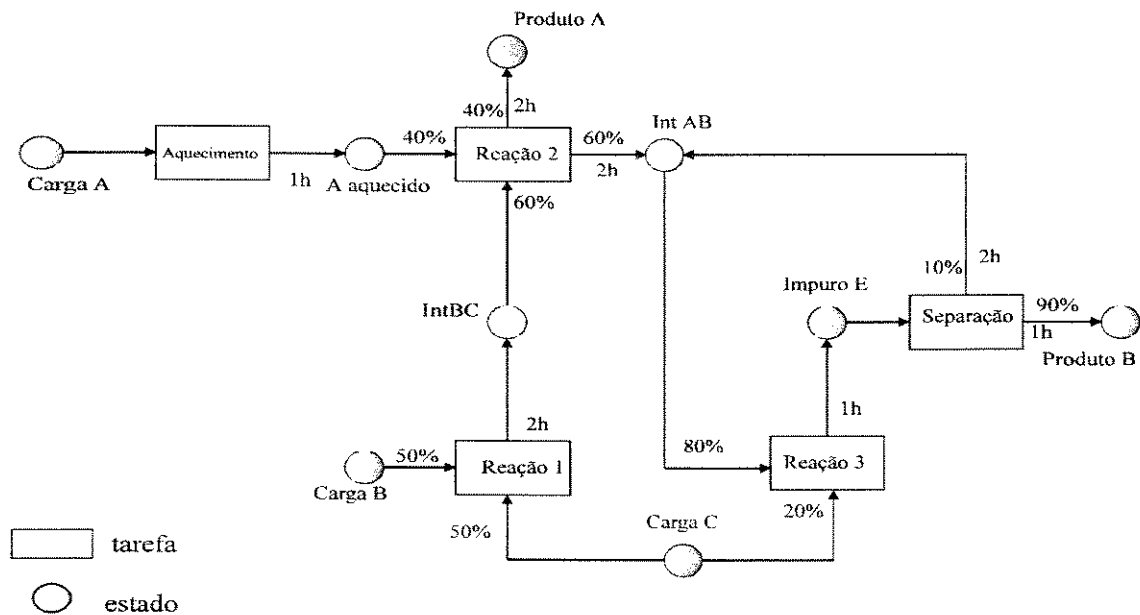 Produto A
40%
2h
Int AB
40%
Reação 2
60%
2h
Aquecimento
Carga A
1h
A aquecido
60%
10%
2h
Impuro E
IntBC
Separação
90%
1h
Produto B
2h
1h
50%
Reação 1
80%
Reação 3
Carga B
50%
Carga C
20%
tarefa
estado